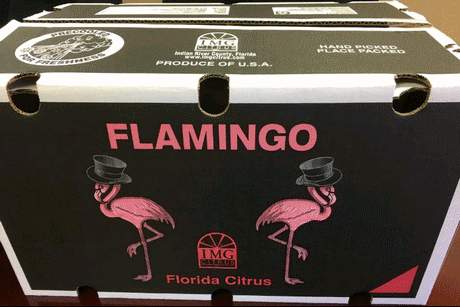 PRECOOLED
FOR FRESHNESS
IMG
CITRUS
Indian River County, Florida
www.imgcitrus.com
PRODUCE OF U.S.A.
HAND PICKED
PLACE PACKED
FLAMINGO
IMG
CITRUS
Florida Citrus